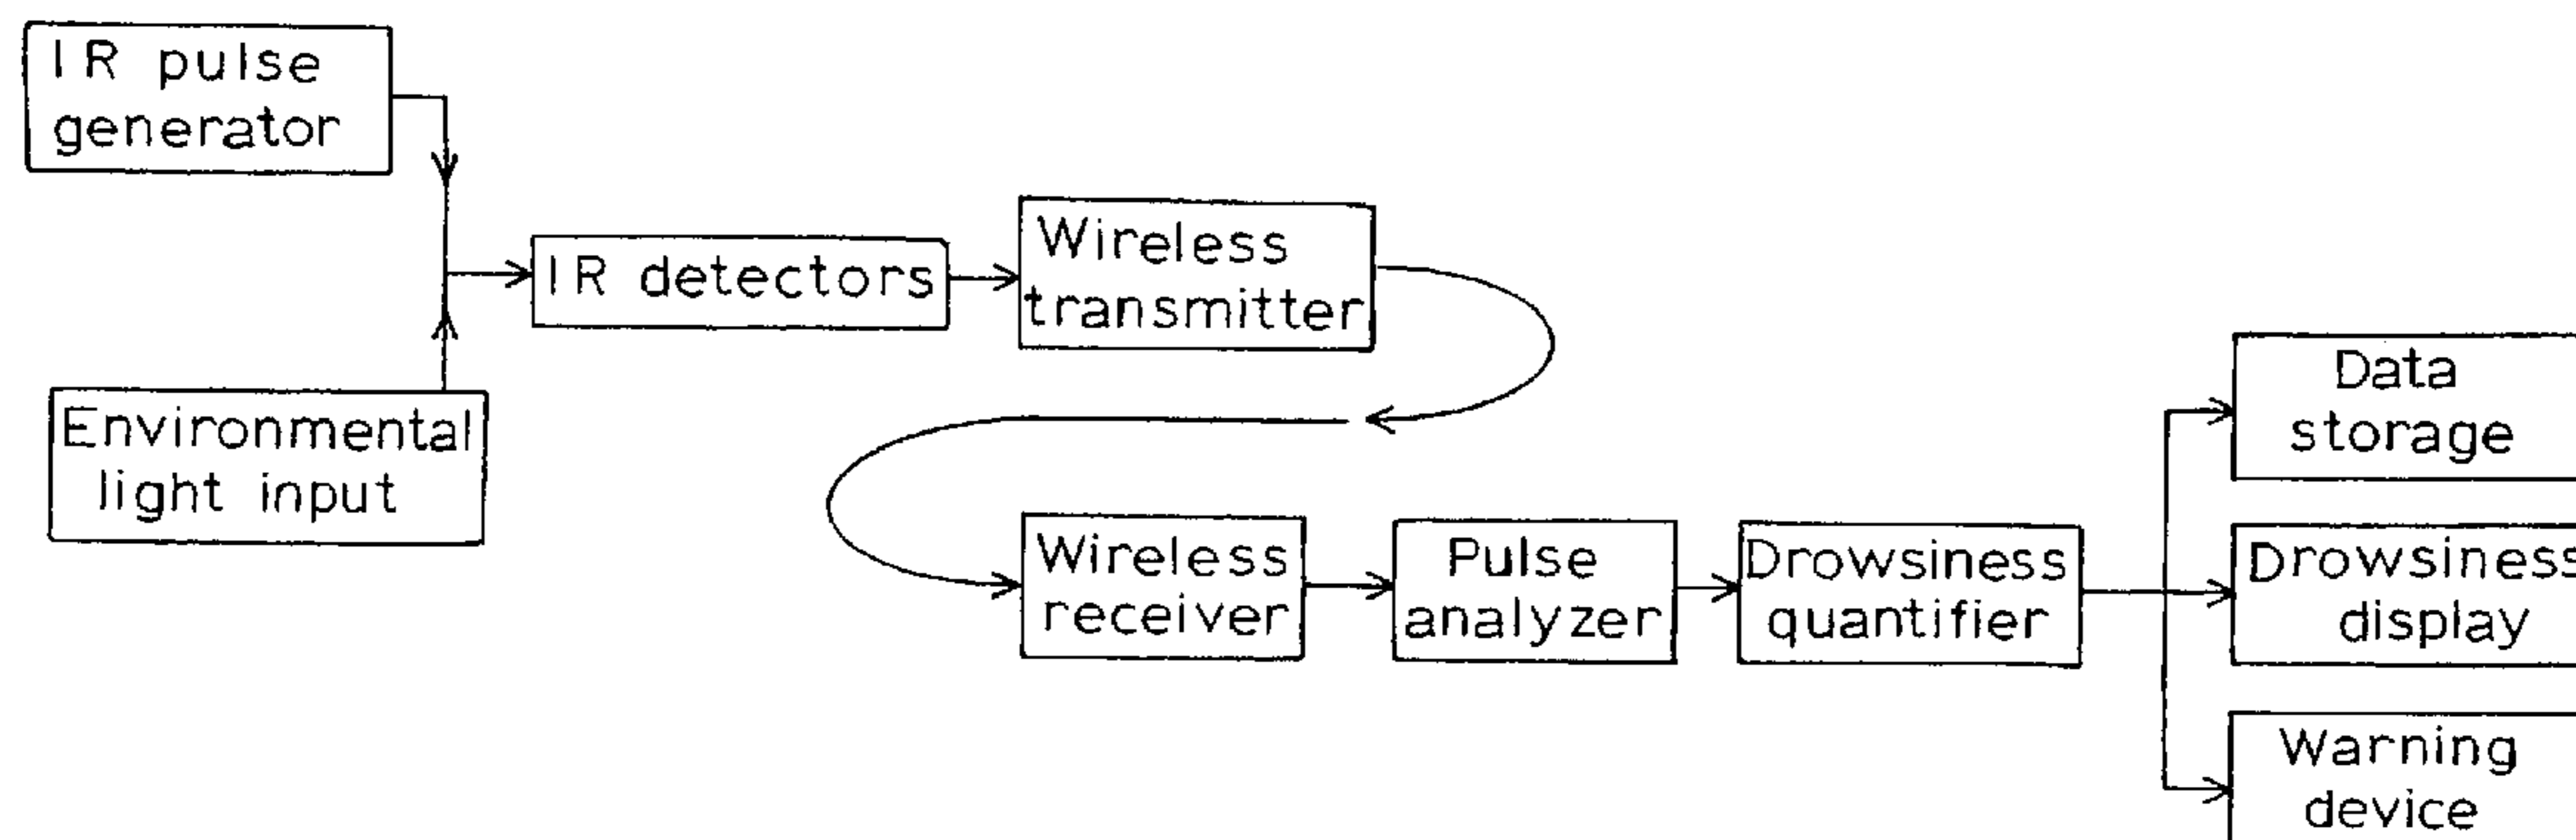 IR pulse
generator
Environmental
light input
IR detectors
Wireless
transmitter
Wireless
receiver
Pulse
analyzer
Drowsiness
quantifier
Data
storage
Drowsiness
display
Warning
device